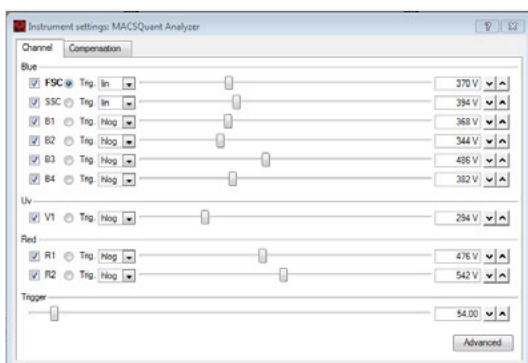 Instrument settings: MACSQuant Analyzer
Channel Compensation
Blue
FSC Trig. lin 370 V
SSC Trig. lin 394 V
B1 Trig. hlog 368 V
B2 Trig. hlog 344 V
B3 Trig. hlog 486 V
B4 Trig. hlog 382 V
Uv
V1 Trig. hlog 294 V
Red
R1 Trig. hlog 476 V
R2 Trig. hlog 542 V
Trigger
54.00
Advanced